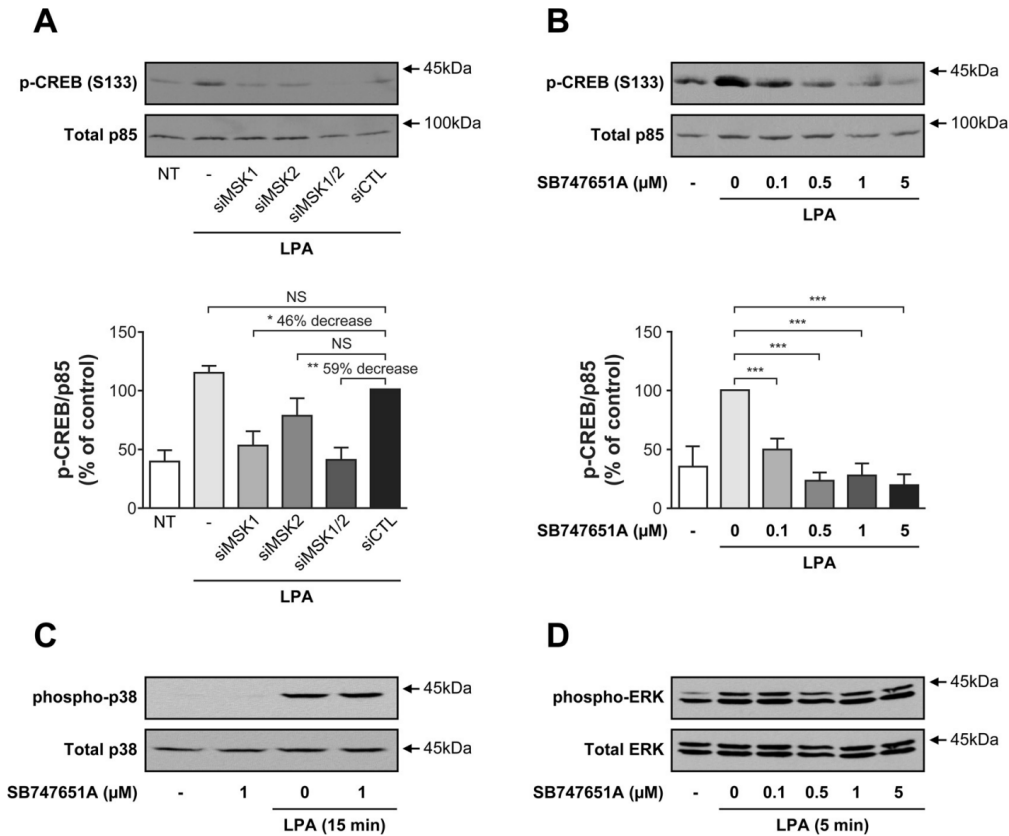 A
p-CREB (S133)
45kDa
Total p85
100kDa
NT - siMSK1 siMSK2 siMSK1/2 siCTL
LPA
NS
* 46% decrease
NS
** 59% decrease
p-CREB/p85
(% of control)
150
100
50
0
NT - siMSK1 siMSK2 siMSK1/2 siCTL
LPA
B
p-CREB (S133)
45kDa
Total p85
100kDa
SB747651A (µM) - 0 0.1 0.5 1 5
LPA
***
***
***
***
p-CREB/p85
(% of control)
150
100
50
0
SB747651A (µM) - 0 0.1 0.5 1 5
LPA
C
phospho-p38
45kDa
Total p38
45kDa
SB747651A (µM) - 1 0 1
LPA (15 min)
D
phospho-ERK
45kDa
Total ERK
45kDa
SB747651A (µM) - 0 0.1 0.5 1 5
LPA (5 min)